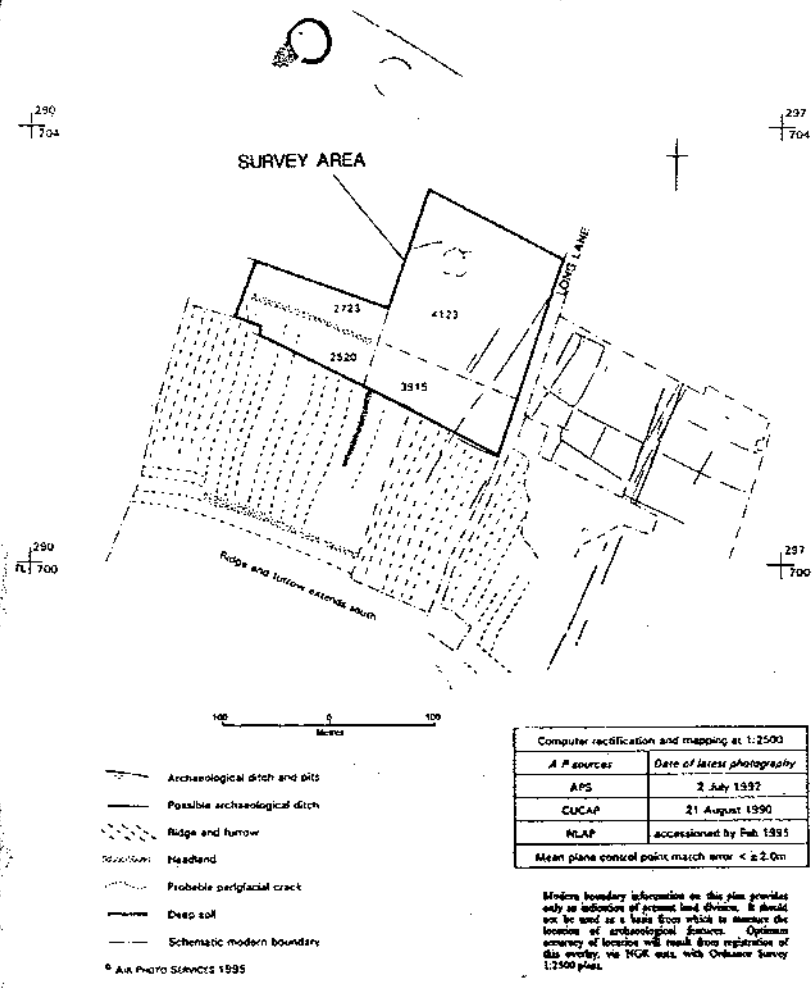 290
704
297
704
SURVEY AREA
LONG LANE
2723
4123
2520
3915
290
TL 700
297
700
Ridge and furrow extends south
100 0 100
Metres
Archaeological ditch and pits
Possible archaeological ditch
Ridge and furrow
Headland
Probable periglacial crack
Deep soil
Schematic modern boundary
© AIR PHOTO SERVICES 1995
Computer rectification and mapping at 1:2500
A P sources Date of latest photography
APS 2 July 1992
CUCAP 21 August 1990
NLAP accessioned by Feb 1995
Mean plane control point match error < ± 2.0m
Modern boundary information on this plan provides
only an indication of present land division. It should
not be used as a basis from which to measure the
location of archaeological features. Optimum
accuracy of location will result from registration of
this overlay, via NGR cuts, with Ordnance Survey
1:2500 plans.